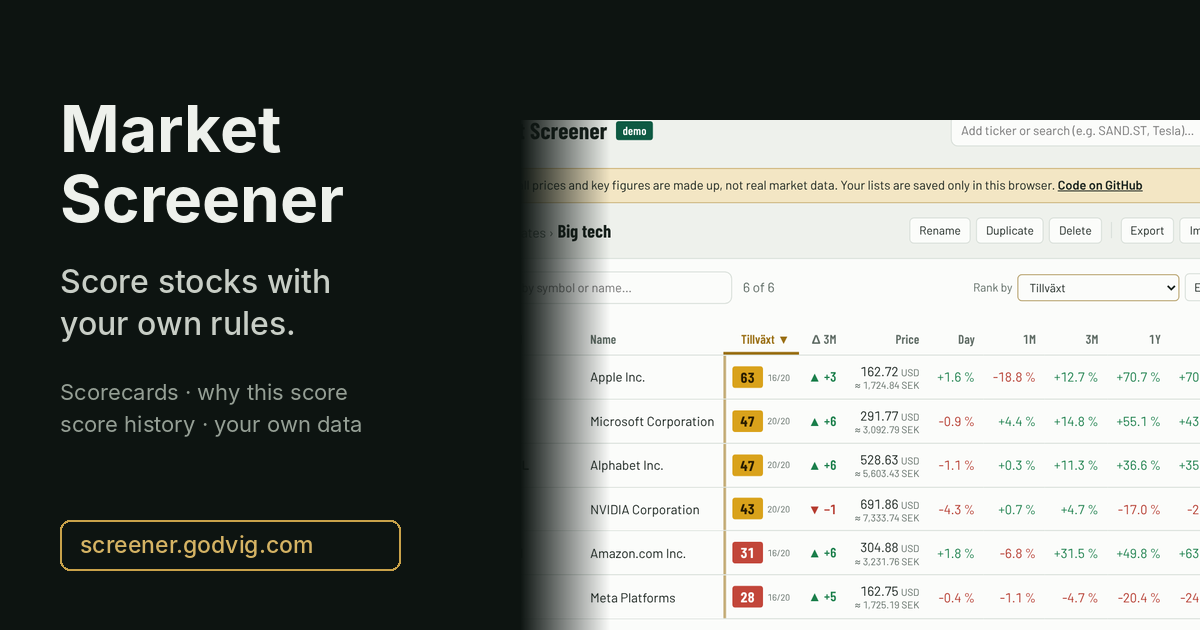 Market
Screener
Score stocks with
your own rules.
Scorecards · why this score
score history · your own data
screener.godvig.com
Screener demo Add ticker or search (e.g. SAND.ST, Tesla)...
prices and key figures are made up, not real market data. Your lists are saved only in this browser. Code on GitHub
› Big tech Rename Duplicate Delete Export
symbol or name... 6 of 6 Rank by Tillväxt
Name Tillväxt ▼ Δ 3M Price Day 1M 3M 1Y
Apple Inc. 63 16/20 ▲ +3 162.72 USD +1.6 % -18.8 % +12.7 % +70.7 % +70
≈ 1,724.84 SEK
Microsoft Corporation 47 20/20 ▲ +6 291.77 USD -0.9 % +4.4 % +14.8 % +55.1 % +43
≈ 3,092.79 SEK
Alphabet Inc. 47 20/20 ▲ +6 528.63 USD -1.1 % +0.3 % +11.3 % +36.6 % +35
≈ 5,603.43 SEK
NVIDIA Corporation 43 20/20 ▼ −1 691.86 USD -4.3 % +0.7 % +4.7 % -17.0 % -2
≈ 7,333.74 SEK
Amazon.com Inc. 31 16/20 ▲ +6 304.88 USD +1.8 % -6.8 % +31.5 % +49.8 % +63
≈ 3,231.76 SEK
Meta Platforms 28 16/20 ▲ +5 162.75 USD -0.4 % -1.1 % -4.7 % -20.4 % -24
≈ 1,725.19 SEK